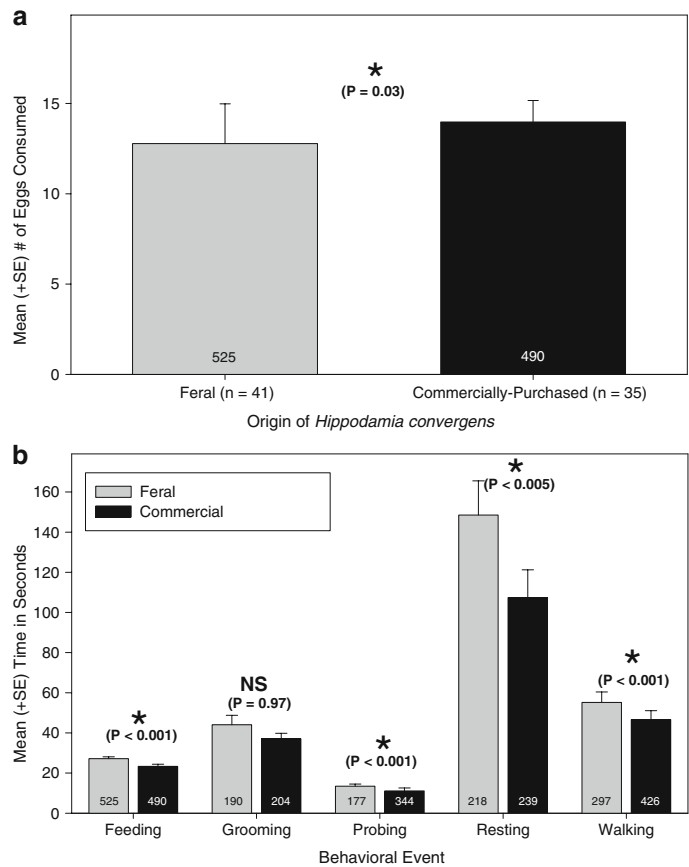 a
Mean (+SE) # of Eggs Consumed
15
10
5
0
*
(P = 0.03)
525
490
Feral (n = 41)
Commercially-Purchased (n = 35)
Origin of Hippodamia convergens
b
Mean (+SE) Time in Seconds
160
140
120
100
80
60
40
20
0
Feral
Commercial
*
(P < 0.001)
NS
(P = 0.97)
*
(P < 0.001)
*
(P < 0.005)
*
(P < 0.001)
525
490
190
204
177
344
218
239
297
426
Feeding
Grooming
Probing
Resting
Walking
Behavioral Event